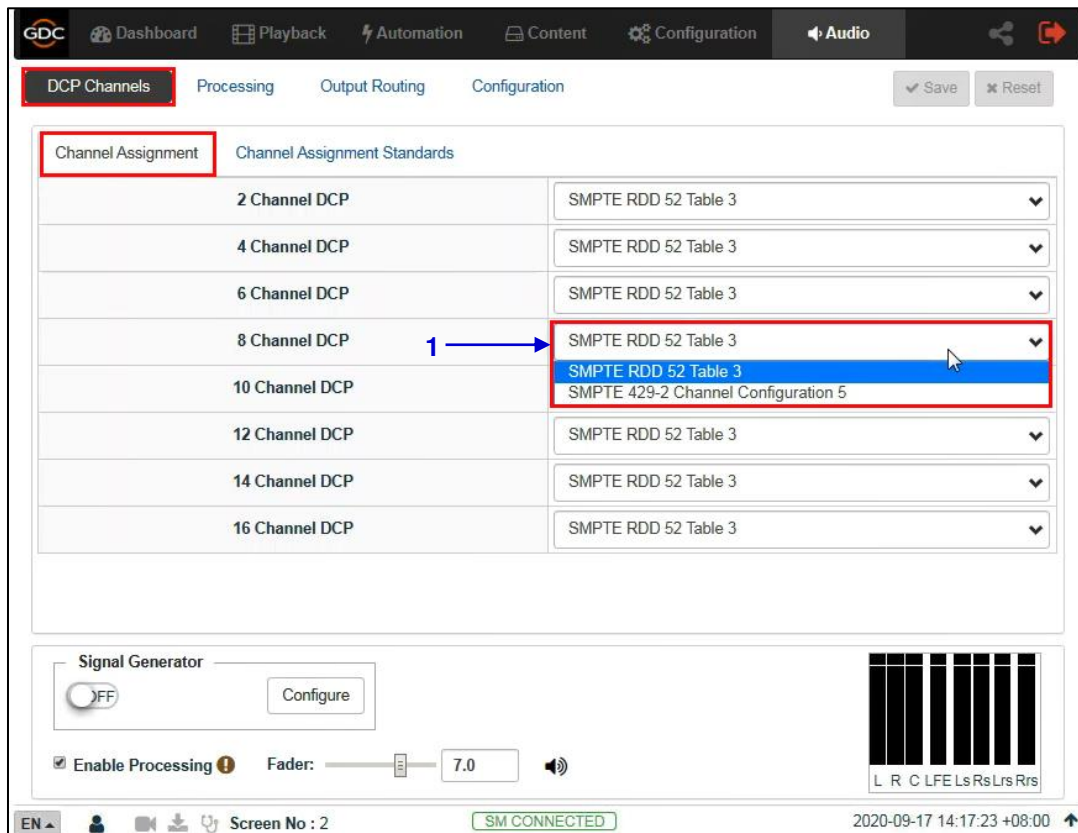 GDC Dashboard Playback Automation Content Configuration Audio
DCP Channels Processing Output Routing Configuration Save Reset
Channel Assignment Channel Assignment Standards
2 Channel DCP SMPTE RDD 52 Table 3
4 Channel DCP SMPTE RDD 52 Table 3
6 Channel DCP SMPTE RDD 52 Table 3
8 Channel DCP 1 SMPTE RDD 52 Table 3
SMPTE RDD 52 Table 3
10 Channel DCP SMPTE 429-2 Channel Configuration 5
12 Channel DCP SMPTE RDD 52 Table 3
14 Channel DCP SMPTE RDD 52 Table 3
16 Channel DCP SMPTE RDD 52 Table 3
Signal Generator
OFF Configure
Enable Processing Fader: 7.0
L R C LFE Ls Rs Lrs Rrs
EN Screen No : 2 SM CONNECTED 2020-09-17 14:17:23 +08:00